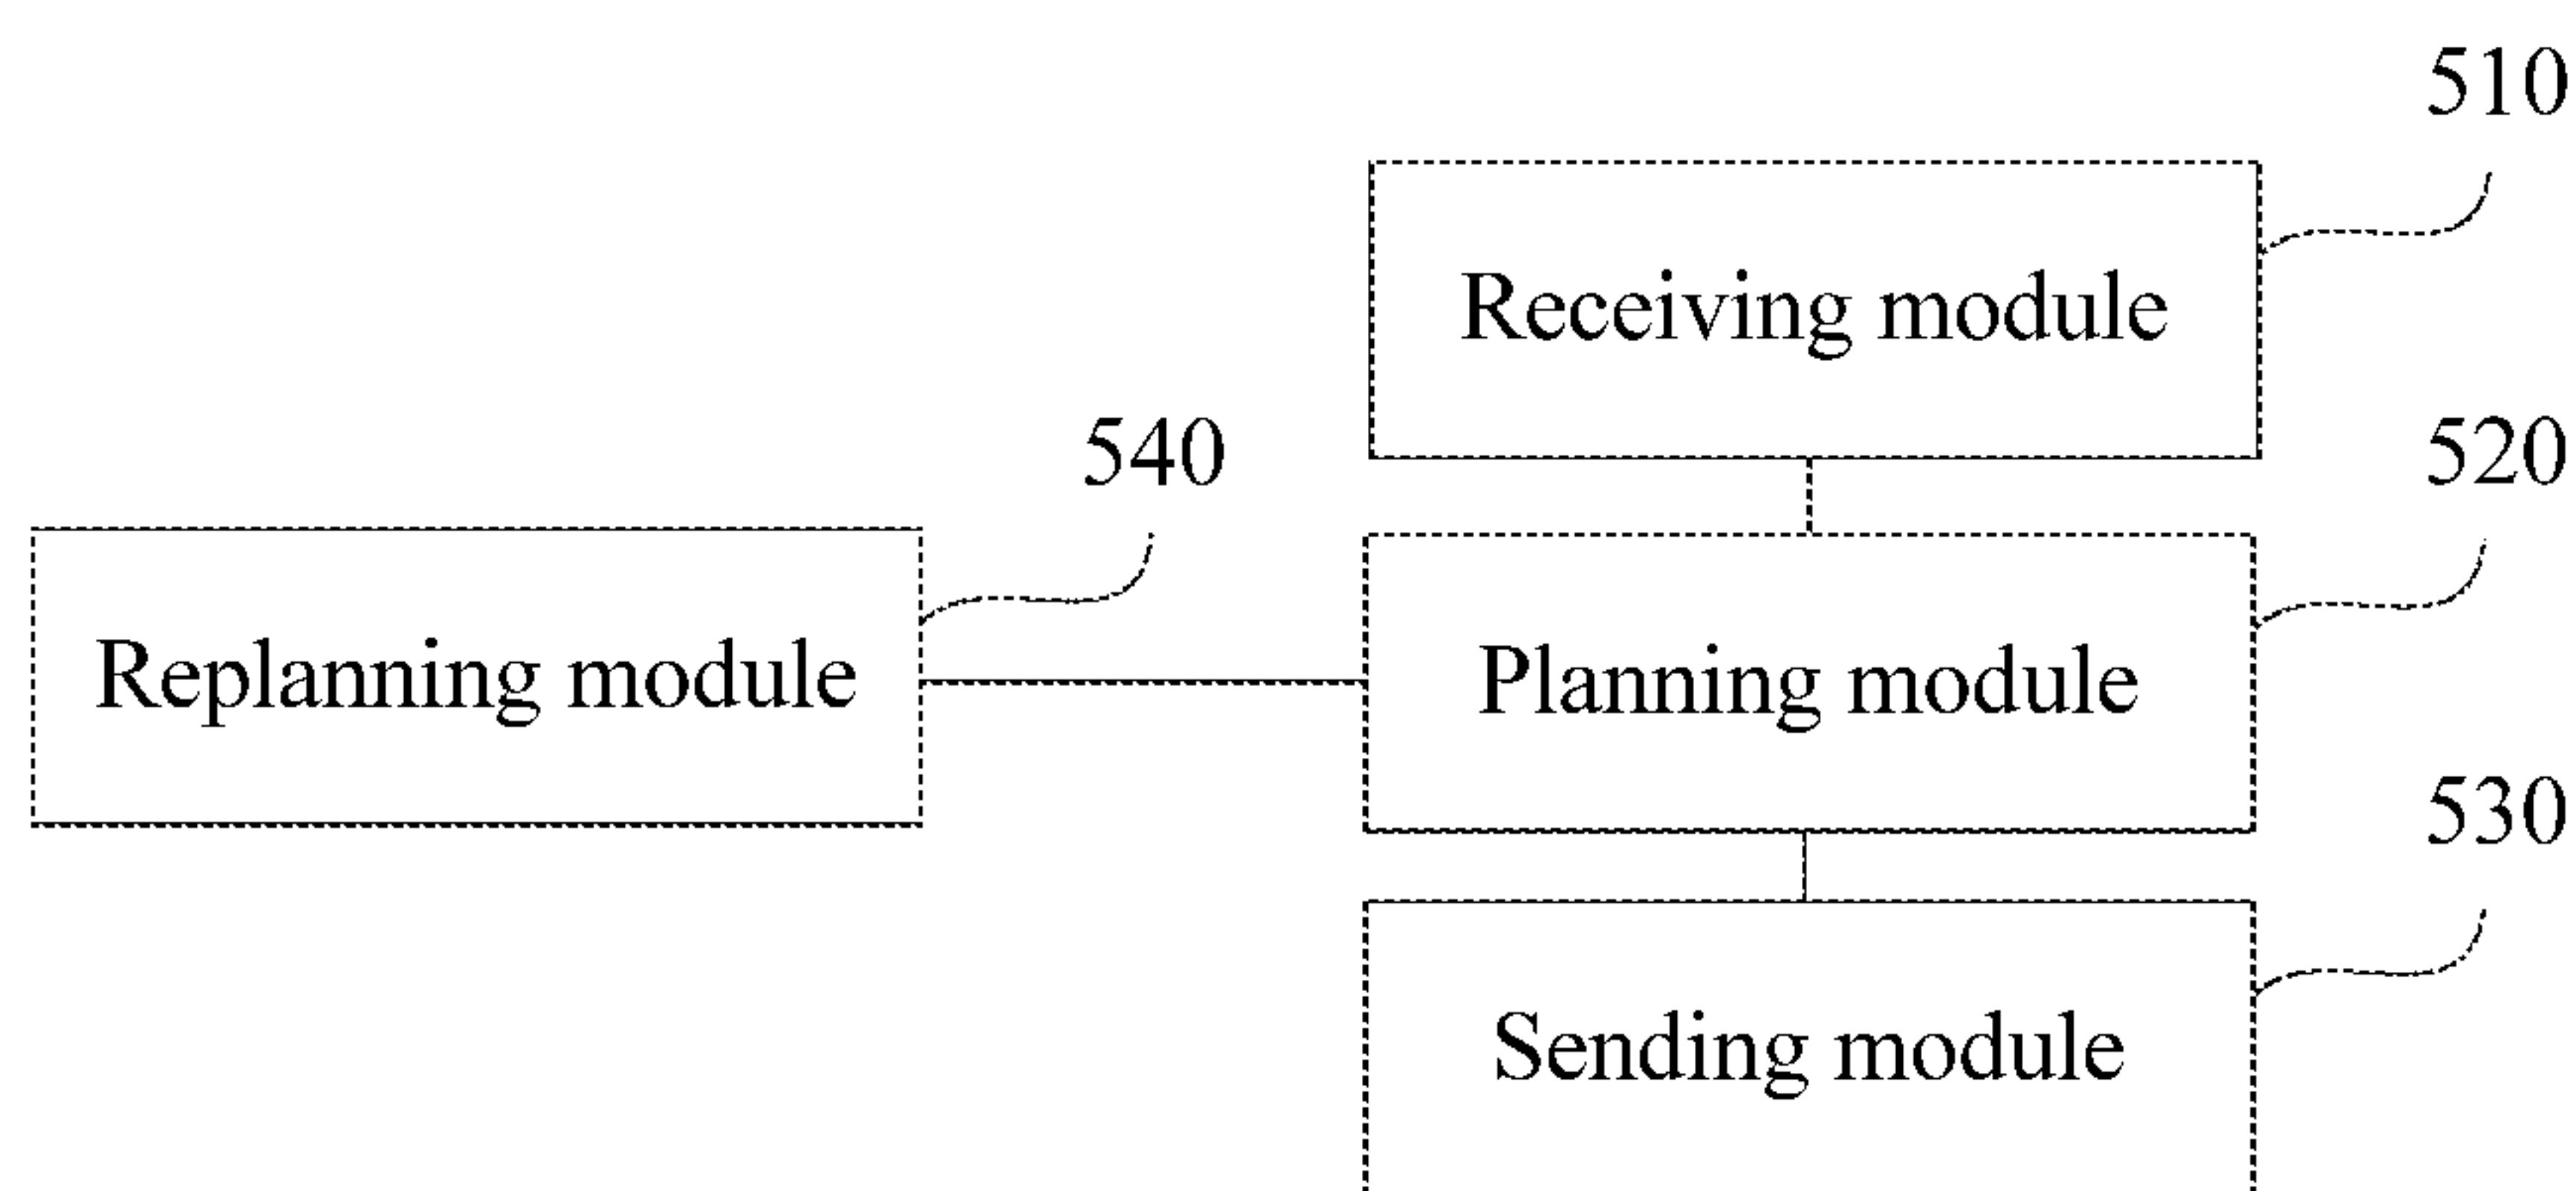 510
Receiving module
540
520
Replanning module
Planning module
530
Sending module